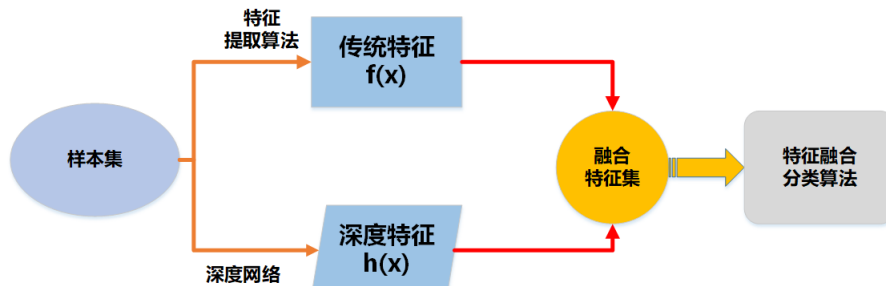 特征
提取算法
传统特征
f(x)
样本集
融合
特征集
特征融合
分类算法
深度特征
h(x)
深度网络